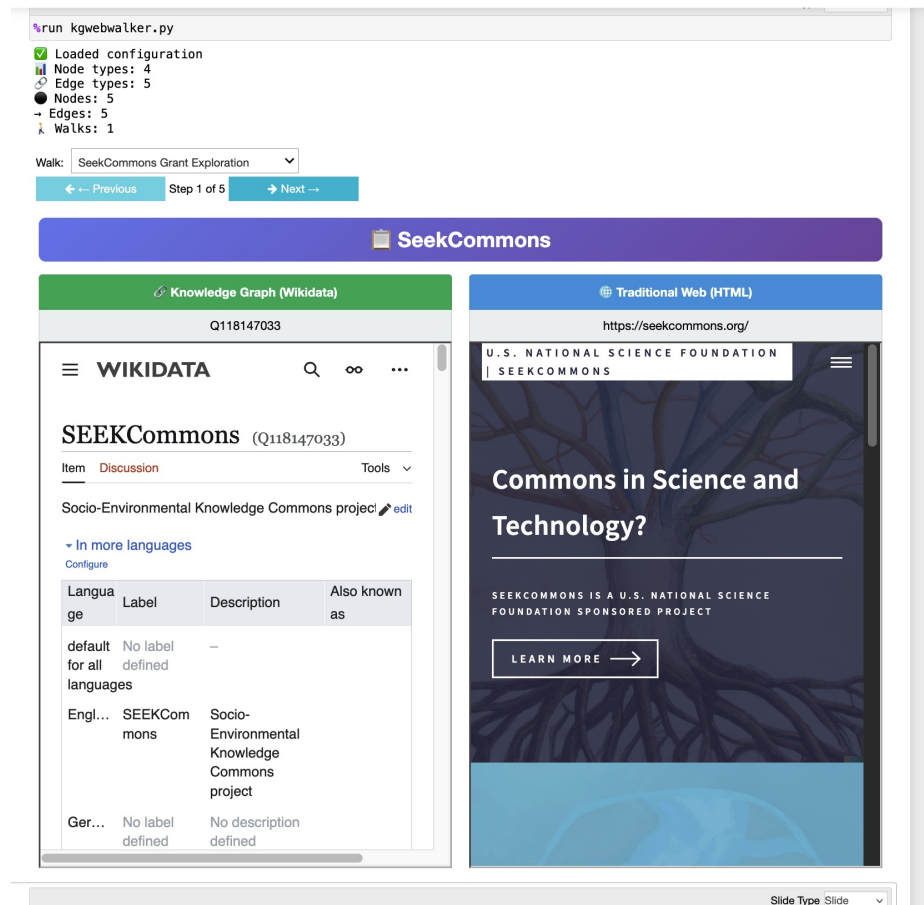 %run kgwebwalker.py
✅ Loaded configuration
📊 Node types: 4
🔗 Edge types: 5
⚫ Nodes: 5
→ Edges: 5
🚶 Walks: 1
Walk: SeekCommons Grant Exploration
← ← Previous Step 1 of 5 → Next →
📋 SeekCommons
🔗 Knowledge Graph (Wikidata)
Q118147033
WIKIDATA
SEEKCommons (Q118147033)
Item Discussion Tools
Socio-Environmental Knowledge Commons project edit
In more languages
Configure
Langua
ge
Label
Description
Also known
as
default
for all
languages
No label
defined
–
Engl...
SEEKCom
mons
Socio-
Environmental
Knowledge
Commons
project
Ger...
No label
defined
No description
defined
🌐 Traditional Web (HTML)
https://seekcommons.org/
U.S. NATIONAL SCIENCE FOUNDATION
| SEEKCOMMONS
Commons in Science and
Technology?
SEEKCOMMONS IS A U.S. NATIONAL SCIENCE
FOUNDATION SPONSORED PROJECT
LEARN MORE →
Slide Type Slide